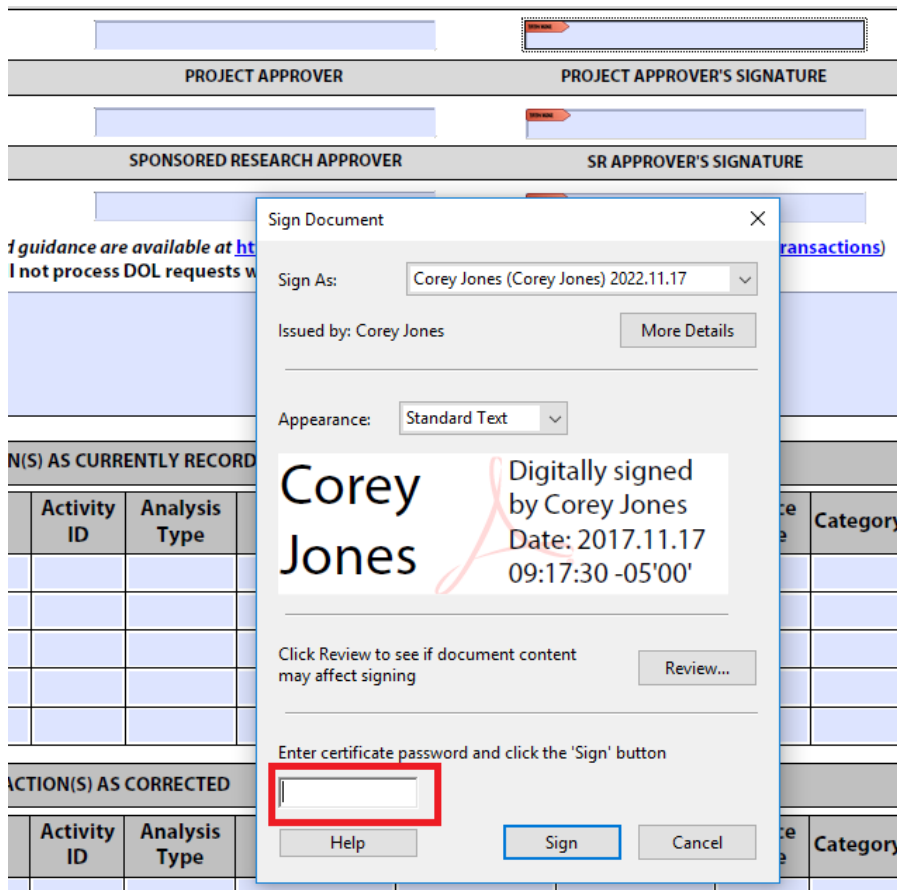 PROJECT APPROVER
PROJECT APPROVER'S SIGNATURE
SPONSORED RESEARCH APPROVER
SR APPROVER'S SIGNATURE
guidance are available at ht
ransactions)
l not process DOL requests w
Sign Document
Sign As:
Corey Jones (Corey Jones) 2022.11.17
Issued by: Corey Jones
More Details
Appearance:
Standard Text
Corey
Jones
Digitally signed
by Corey Jones
Date: 2017.11.17
09:17:30 -05'00'
Click Review to see if document content
may affect signing
Review...
Enter certificate password and click the 'Sign' button
Help
Sign
Cancel
N(S) AS CURRENTLY RECORD
Activity
ID
Analysis
Type
Category
ACTION(S) AS CORRECTED
Activity
ID
Analysis
Type
Category